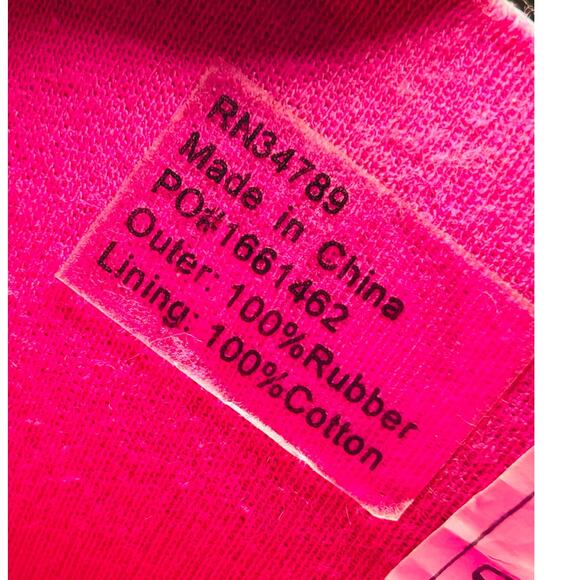 RN34789
Made in China
PO#1661462
Outer: 100%Rubber
Lining: 100%Cotton